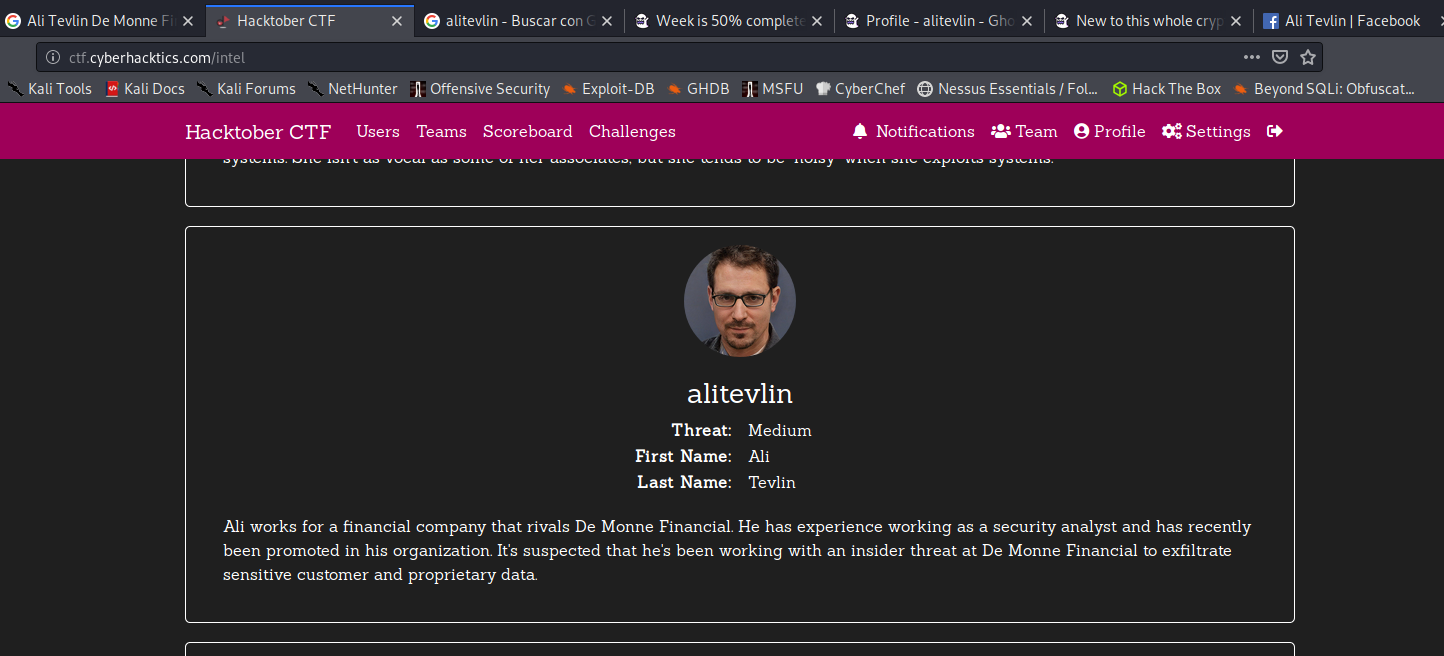 Ali Tevlin De Monne Fi
Hacktober CTF
alitevlin - Buscar con G
Week is 50% complete
Profile - alitevlin - Gho
New to this whole cryp
Ali Tevlin | Facebook
ctf.cyberhacktics.com/intel
Kali Tools
Kali Docs
Kali Forums
NetHunter
Offensive Security
Exploit-DB
GHDB
MSFU
CyberChef
Nessus Essentials / Fol...
Hack The Box
Beyond SQLi: Obfuscat...
Hacktober CTF
Users
Teams
Scoreboard
Challenges
Notifications
Team
Profile
Settings
systems. She isn't as vocal as some of her associates, but she tends to be "noisy" when she exploits systems.
alitevlin
Threat: Medium
First Name: Ali
Last Name: Tevlin
Ali works for a financial company that rivals De Monne Financial. He has experience working as a security analyst and has recently
been promoted in his organization. It's suspected that he's been working with an insider threat at De Monne Financial to exfiltrate
sensitive customer and proprietary data.